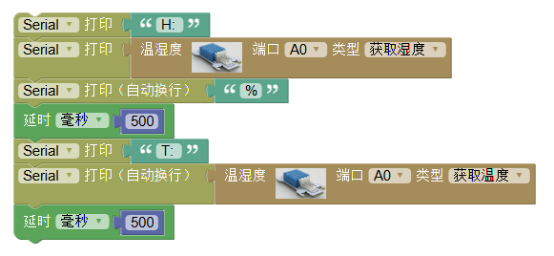 Serial 打印 “ H: ”
Serial 打印 温湿度 端口 A0 类型 获取湿度
Serial 打印（自动换行） “ % ”
延时 毫秒 500
Serial 打印 “ T: ”
Serial 打印（自动换行） 温湿度 端口 A0 类型 获取温度
延时 毫秒 500